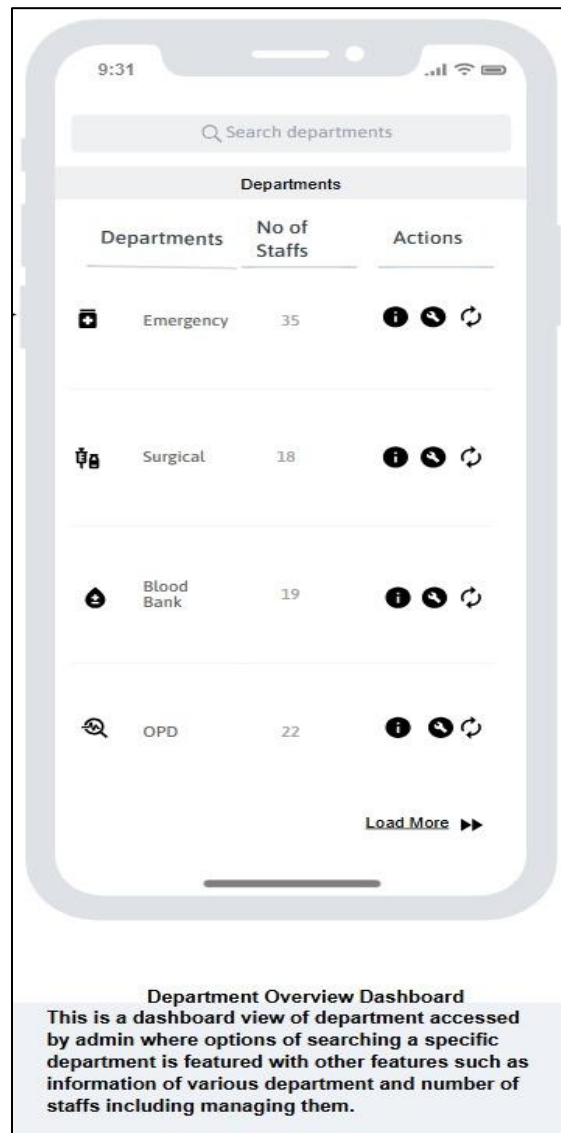 9:31
Search departments
Departments
Departments
No of
Staffs
Actions
Emergency
35
Surgical
18
Blood
Bank
19
OPD
22
Load More
Department Overview Dashboard
This is a dashboard view of department accessed
by admin where options of searching a specific
department is featured with other features such as
information of various department and number of
staffs including managing them.